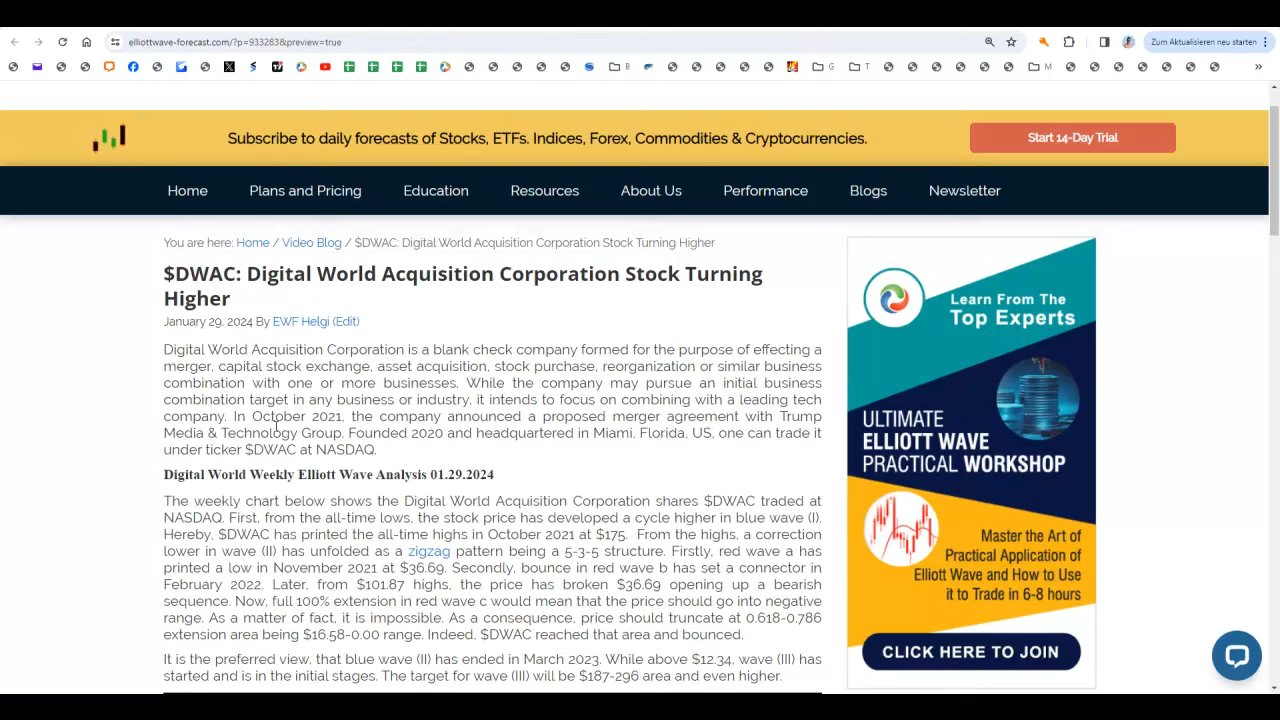 elliottwave-forecast.com/?p=933283&preview=true
Zum Aktualisieren neu starten
B
G
T
M
Subscribe to daily forecasts of Stocks, ETFs. Indices, Forex, Commodities & Cryptocurrencies.
Start 14-Day Trial
Home
Plans and Pricing
Education
Resources
About Us
Performance
Blogs
Newsletter
You are here: Home / Video Blog / $DWAC: Digital World Acquisition Corporation Stock Turning Higher
$DWAC: Digital World Acquisition Corporation Stock Turning
Higher
January 29, 2024 By EWF Helgi (Edit)
Digital World Acquisition Corporation is a blank check company formed for the purpose of effecting a
merger, capital stock exchange, asset acquisition, stock purchase, reorganization or similar business
combination with one or more businesses. While the company may pursue an initial business
combination target in any business or industry, it intends to focus on combining with a leading tech
company. In October 2021 the company announced a proposed merger agreement with Trump
Media & Technology Group. Founded 2020 and headquartered in Miami, Florida, US, one can trade it
under ticker $DWAC at NASDAQ.
Digital World Weekly Elliott Wave Analysis 01.29.2024
The weekly chart below shows the Digital World Acquisition Corporation shares $DWAC traded at
NASDAQ. First, from the all-time lows, the stock price has developed a cycle higher in blue wave (I).
Hereby, $DWAC has printed the all-time highs in October 2021 at $175. From the highs, a correction
lower in wave (II) has unfolded as a zigzag pattern being a 5-3-5 structure. Firstly, red wave a has
printed a low in November 2021 at $36.69. Secondly, bounce in red wave b has set a connector in
February 2022. Later, from $101.87 highs, the price has broken $36.69 opening up a bearish
sequence. Now, full 100% extension in red wave c would mean that the price should go into negative
range. As a matter of fact, it is impossible. As a consequence, price should truncate at 0.618-0.786
extension area being $16.58-0.00 range. Indeed, $DWAC reached that area and bounced.
It is the preferred view, that blue wave (II) has ended in March 2023. While above $12.34, wave (III) has
started and is in the initial stages. The target for wave (III) will be $187-296 area and even higher.
Learn From The
Top Experts
ULTIMATE
ELLIOTT WAVE
PRACTICAL WORKSHOP
Master the Art of
Practical Application of
Elliott Wave and How to Use
it to Trade in 6-8 hours
CLICK HERE TO JOIN